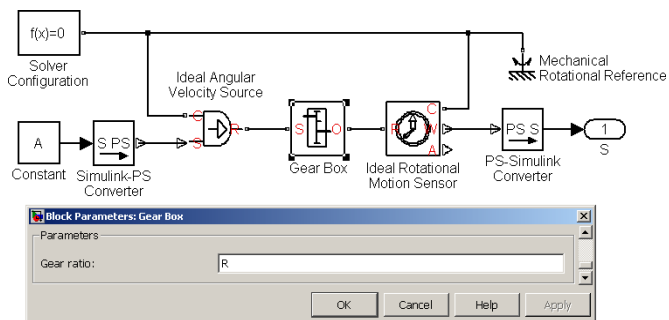 f(x)=0
Solver
Configuration
Ideal Angular
Velocity Source
Mechanical
Rotational Reference
A
Constant
S PS
Simulink-PS
Converter
C
S
R
S
O
Gear Box
R
C
W
A
Ideal Rotational
Motion Sensor
PS S
PS-Simulink
Converter
1
S
Block Parameters: Gear Box
Parameters
Gear ratio:
R
OK
Cancel
Help
Apply